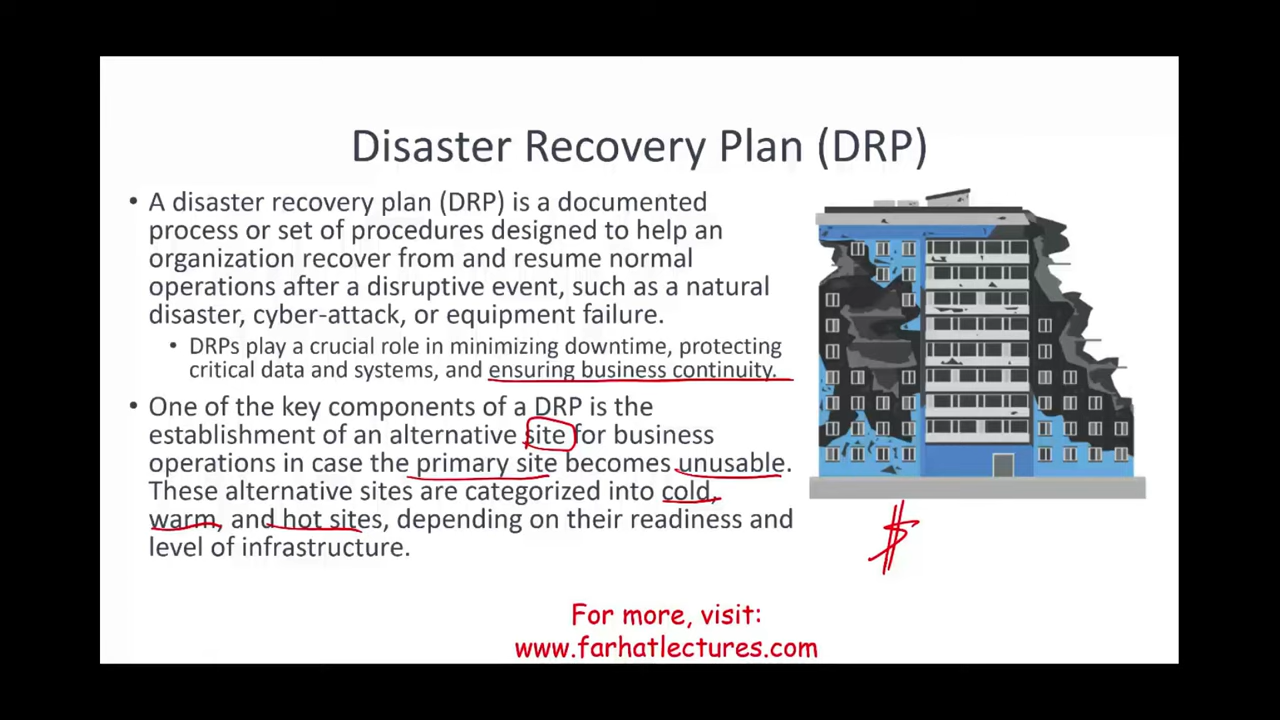 Disaster Recovery Plan (DRP)
• A disaster recovery plan (DRP) is a documented
process or set of procedures designed to help an
organization recover from and resume normal
operations after a disruptive event, such as a natural
disaster, cyber-attack, or equipment failure.
• DRPs play a crucial role in minimizing downtime, protecting
critical data and systems, and ensuring business continuity.
• One of the key components of a DRP is the
establishment of an alternative site for business
operations in case the primary site becomes unusable.
These alternative sites are categorized into cold,
warm, and hot sites, depending on their readiness and
level of infrastructure.
$
For more, visit:
www.farhatlectures.com